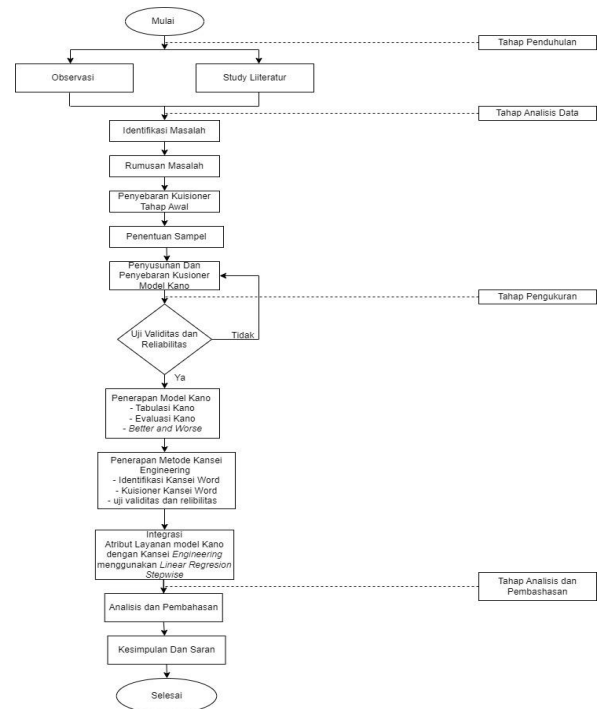 Mulai
Tahap Penduhulan
Observasi
Study Liiteratur
Tahap Analisis Data
Identifikasi Masalah
Rumusan Masalah
Penyebaran Kuisioner
Tahap Awal
Penentuan Sampel
Penyusunan Dan
Penyebaran Kusioner
Model Kano
Tahap Pengukuran
Uji Validitas dan
Reliabilitas
Tidak
Ya
Penerapan Model Kano
- Tabulasi Kano
- Evaluasi Kano
- Better and Worse
Penerapan Metode Kansei
Engineering
- Identifikasi Kansei Word
- Kuisioner Kansei Word
- uji validitas dan relibilitas
Integrasi
Atribut Layanan model Kano
dengan Kansei Engineering
menggunakan Linear Regresion
Stepwise
Tahap Analisis dan
Pembashasan
Analisis dan Pembahasan
Kesimpulan Dan Saran
Selesai